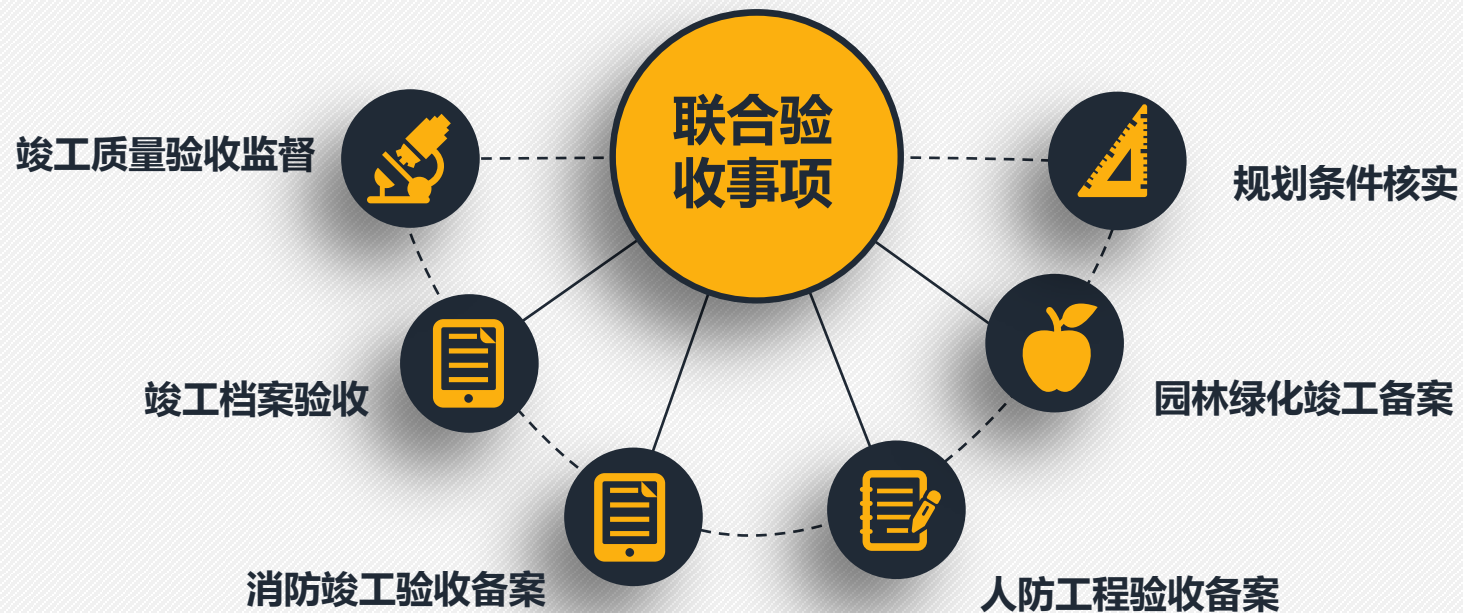 联合验
收事项
竣工质量验收监督
规划条件核实
竣工档案验收
园林绿化竣工备案
消防竣工验收备案
人防工程验收备案